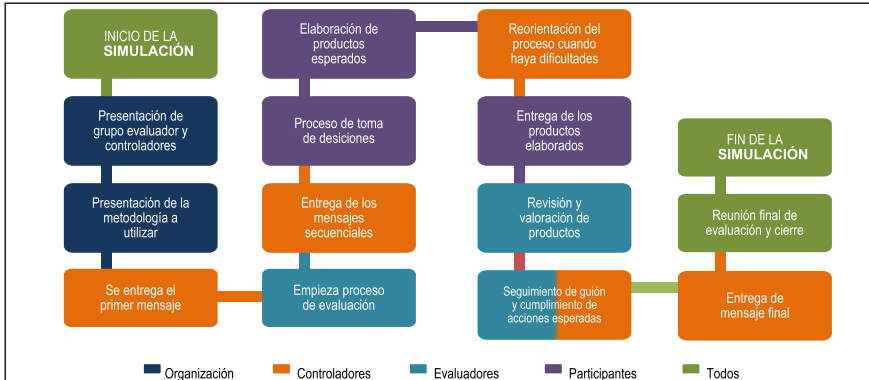 INICIO DE LA
SIMULACIÓN
Presentación de
grupo evaluador y
controladores
Presentación de la
metodología a
utilizar
Se entrega el
primer mensaje
Empieza proceso
de evaluación
Entrega de los
mensajes
secuenciales
Proceso de toma
de desiciones
Elaboración de
productos
esperados
Reorientación del
proceso cuando
haya dificultades
Entrega de los
productos
elaborados
Revisión y
valoración de
productos
Seguimiento de guión
y cumplimiento de
acciones esperadas
Entrega de
mensaje final
Reunión final de
evaluación y cierre
FIN DE LA
SIMULACIÓN
Organización
Controladores
Evaluadores
Participantes
Todos